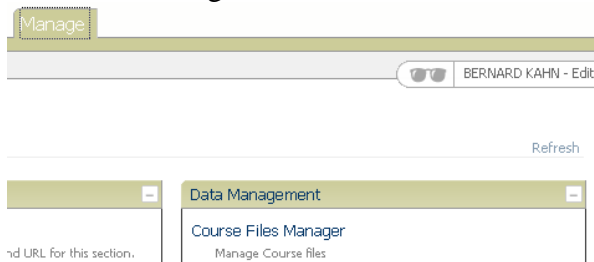 Manage
BERNARD KAHN - Edit
Refresh
Data Management
Course Files Manager
Manage Course files
nd URL for this section.